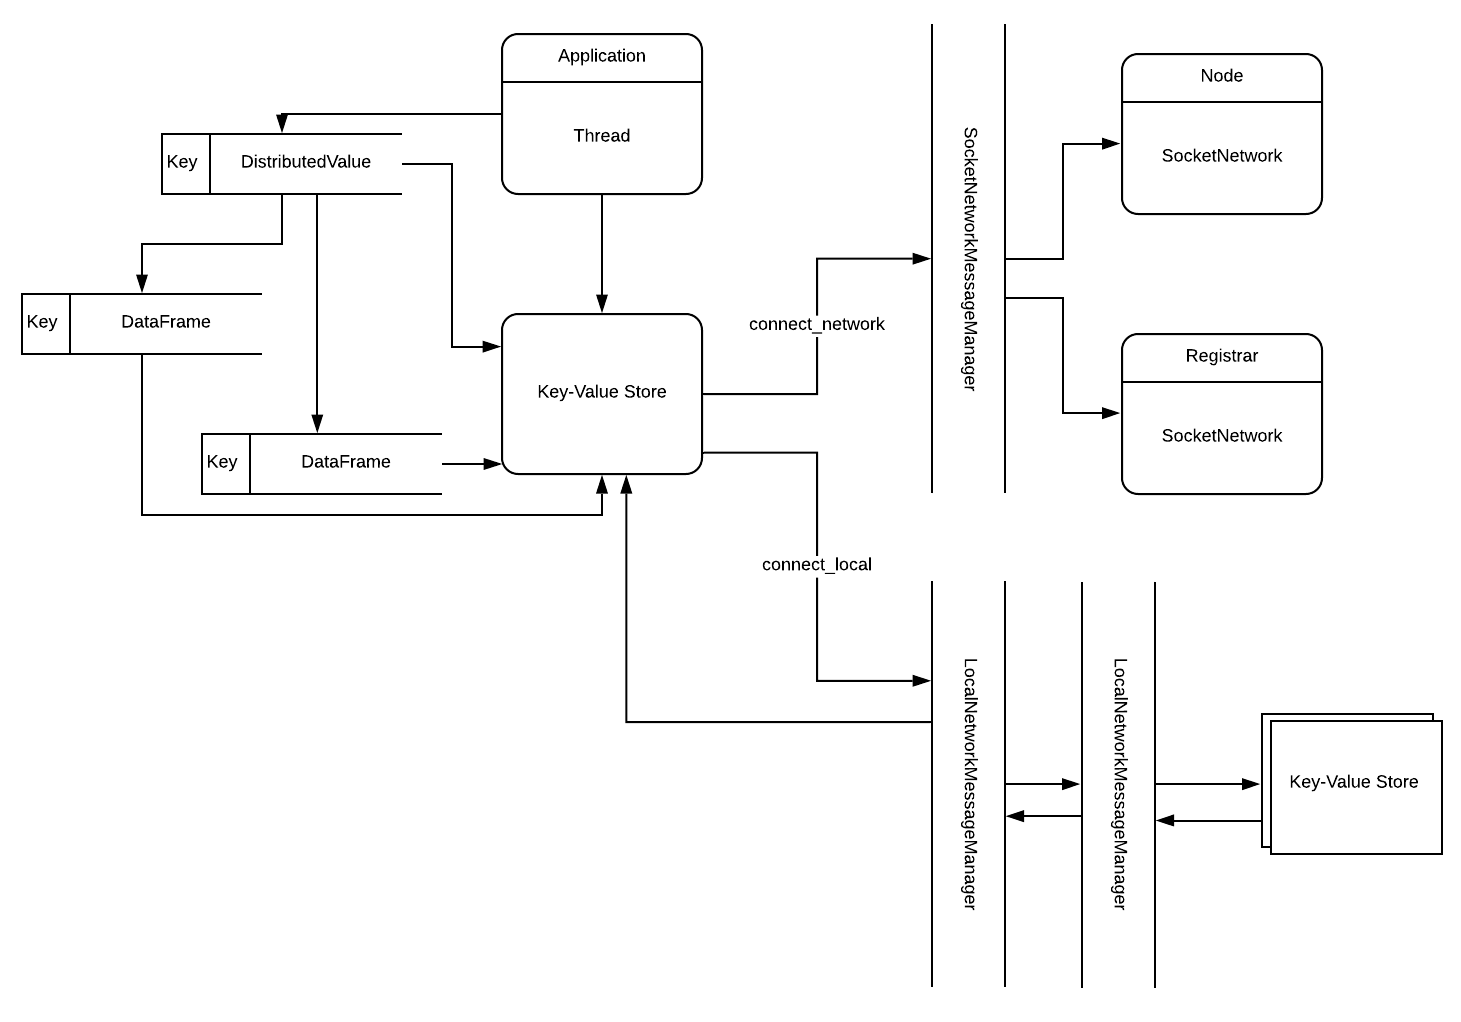 Application
Thread
Key
DistributedValue
Key
DataFrame
Key
DataFrame
Key-Value Store
connect_network
connect_local
SocketNetworkMessageManager
Node
SocketNetwork
Registrar
SocketNetwork
LocalNetworkMessageManager
LocalNetworkMessageManager
Key-Value Store